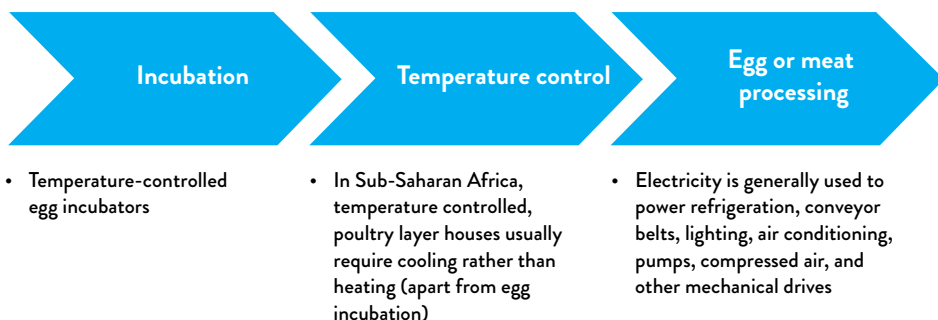 Incubation
Temperature control
Egg or meat
processing
• Temperature-controlled
egg incubators
• In Sub-Saharan Africa,
temperature controlled,
poultry layer houses usually
require cooling rather than
heating (apart from egg
incubation)
• Electricity is generally used to
power refrigeration, conveyor
belts, lighting, air conditioning,
pumps, compressed air, and
other mechanical drives